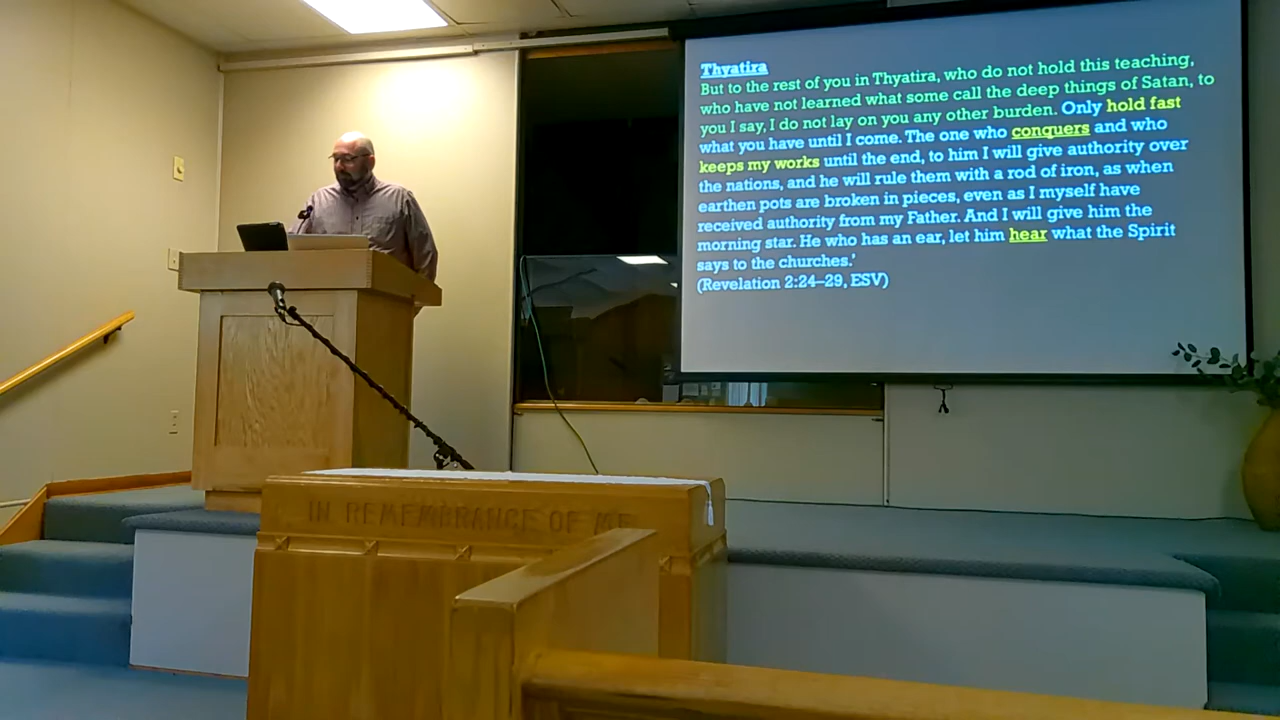 Thyatira
But to the rest of you in Thyatira, who do not hold this teaching,
who have not learned what some call the deep things of Satan, to
you I say, I do not lay on you any other burden. Only hold fast
what you have until I come. The one who conquers and who
keeps my works until the end, to him I will give authority over
the nations, and he will rule them with a rod of iron, as when
earthen pots are broken in pieces, even as I myself have
received authority from my Father. And I will give him the
morning star. He who has an ear, let him hear what the Spirit
says to the churches.'
(Revelation 2:24–29, ESV)
IN REMEMBRANCE OF ME